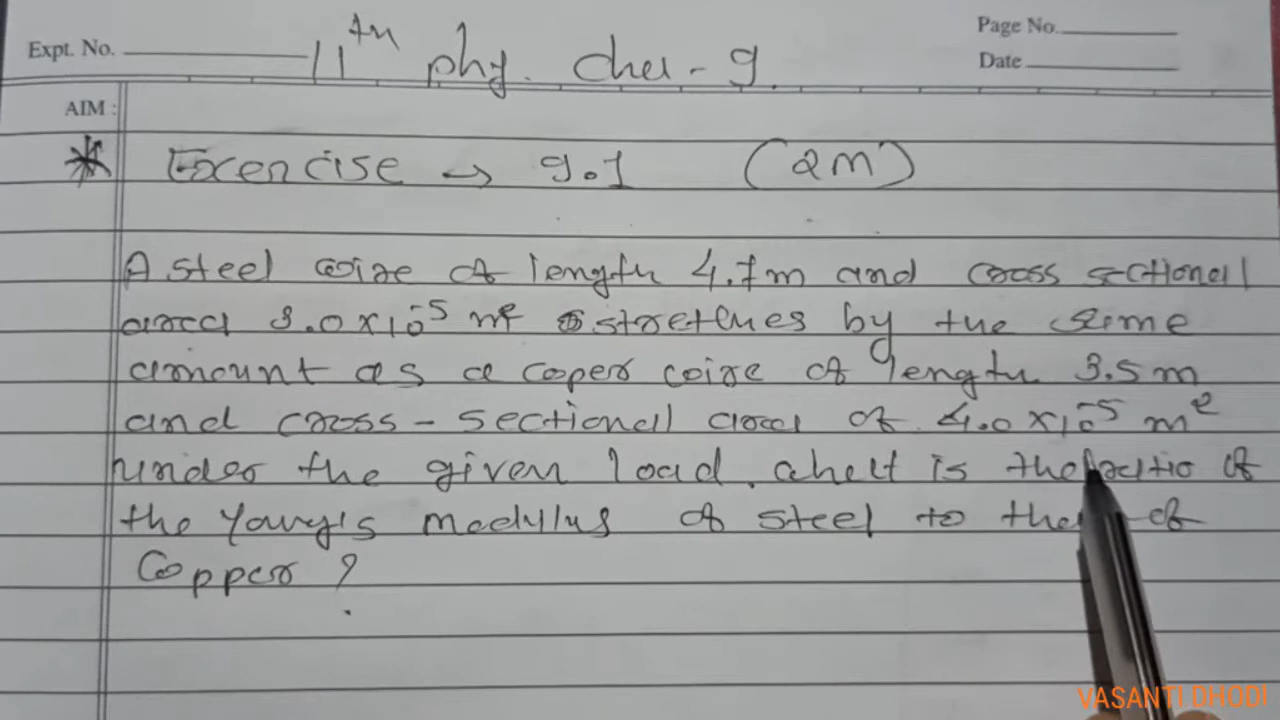 Expt. No.
11th phy. cha - 9.
Page No.
Date
AIM :
* Exercise → 9.1 (2M)
A steel wire of length 4.7m and cross sectional
area 3.0×10-5 m2 stretches by the same
amount as a coper wire of length 3.5m
and cross - sectional area of 4.0×10-5 m2
under the given load. what is the ratio of
the Young's modulus of steel to of
Copper ?
VASANTI DHODI